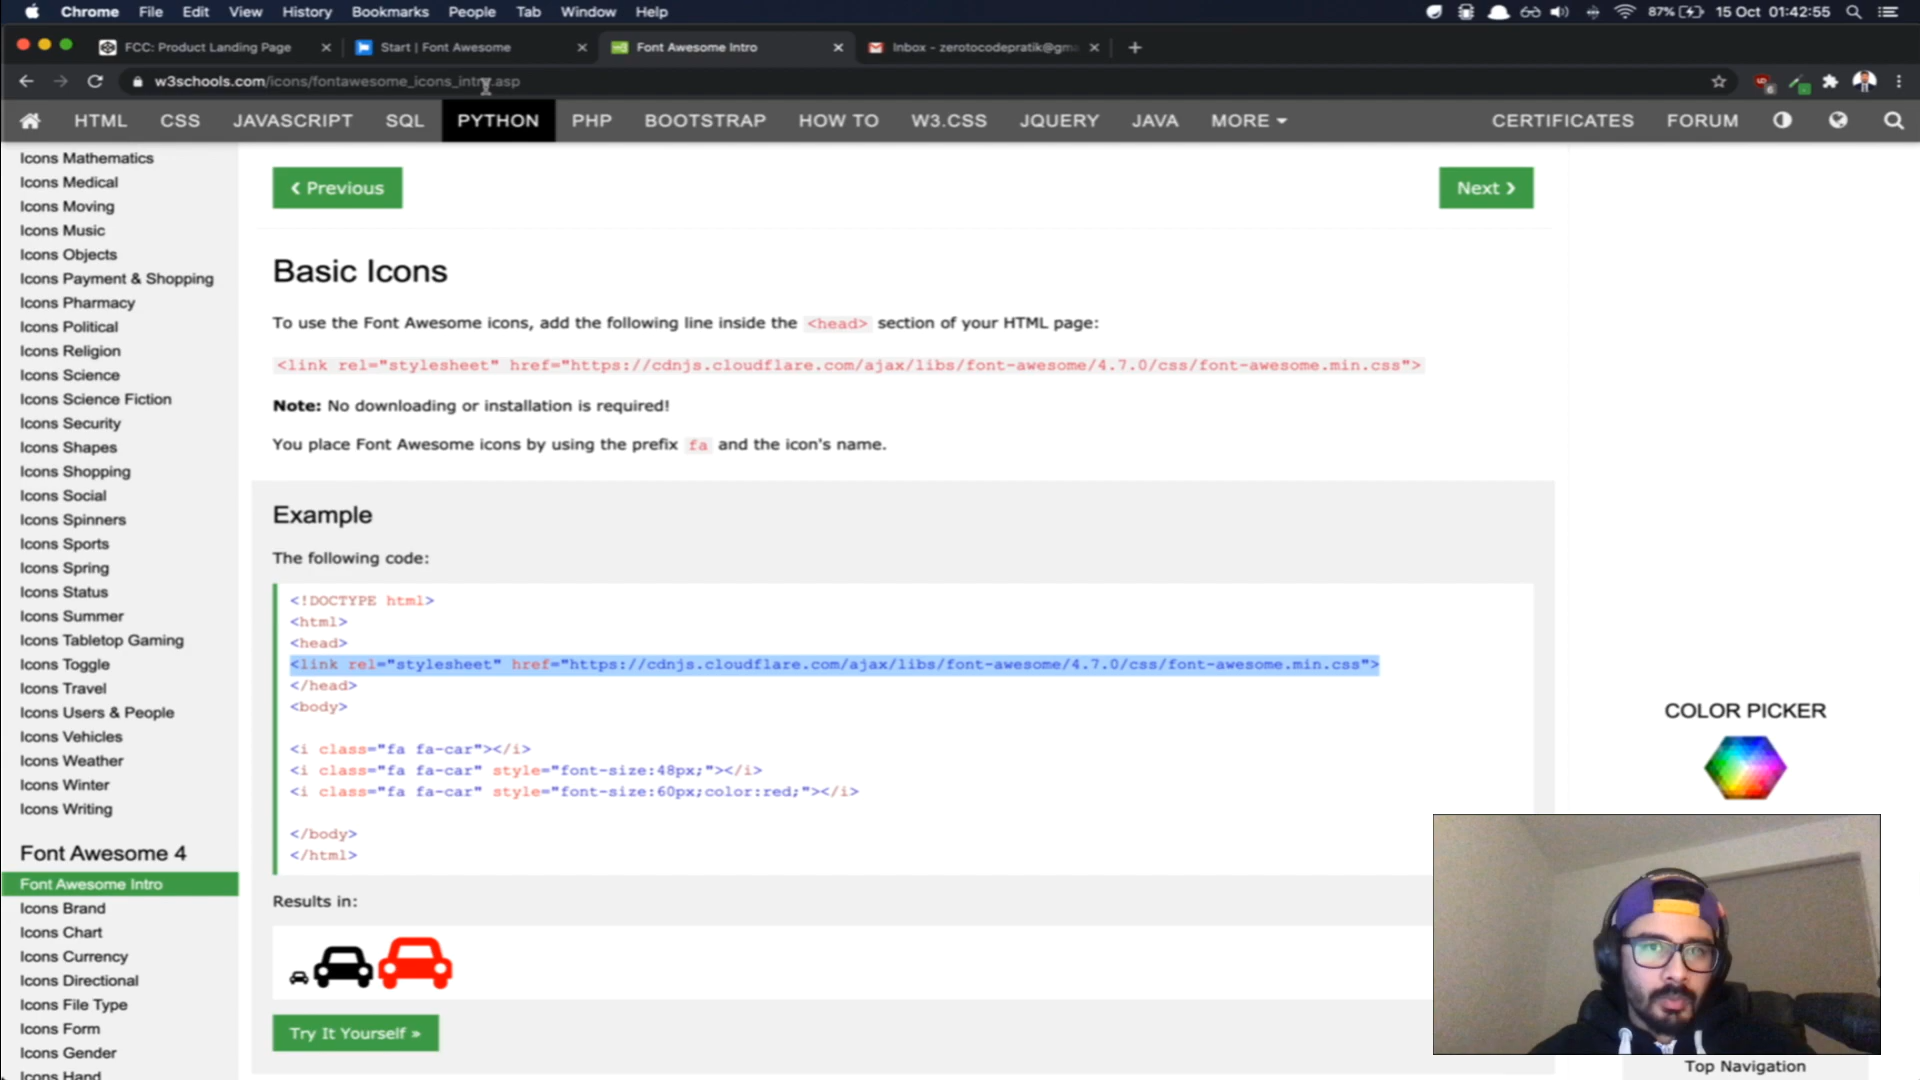 Chrome File Edit View History Bookmarks People Tab Window Help 87% 15 Oct 01:42:55
FCC: Product Landing Page Start | Font Awesome Font Awesome Intro Inbox - zerotocodepratik@gm
w3schools.com/icons/fontawesome_icons_intro.asp
HTML CSS JAVASCRIPT SQL PYTHON PHP BOOTSTRAP HOW TO W3.CSS JQUERY JAVA MORE CERTIFICATES FORUM
Icons Mathematics
Icons Medical
Icons Moving
Icons Music
Icons Objects
Icons Payment & Shopping
Icons Pharmacy
Icons Political
Icons Religion
Icons Science
Icons Science Fiction
Icons Security
Icons Shapes
Icons Shopping
Icons Social
Icons Spinners
Icons Sports
Icons Spring
Icons Status
Icons Summer
Icons Tabletop Gaming
Icons Toggle
Icons Travel
Icons Users & People
Icons Vehicles
Icons Weather
Icons Winter
Icons Writing
Font Awesome 4
Font Awesome Intro
Icons Brand
Icons Chart
Icons Currency
Icons Directional
Icons File Type
Icons Form
Icons Gender
Icons Hand
❮ Previous
Next ❯
Basic Icons
To use the Font Awesome icons, add the following line inside the <head> section of your HTML page:
<link rel="stylesheet" href="https://cdnjs.cloudflare.com/ajax/libs/font-awesome/4.7.0/css/font-awesome.min.css">
Note: No downloading or installation is required!
You place Font Awesome icons by using the prefix fa and the icon's name.
Example
The following code:
<!DOCTYPE html>
<html>
<head>
<link rel="stylesheet" href="https://cdnjs.cloudflare.com/ajax/libs/font-awesome/4.7.0/css/font-awesome.min.css">
</head>
<body>
<i class="fa fa-car"></i>
<i class="fa fa-car" style="font-size:48px;"></i>
<i class="fa fa-car" style="font-size:60px;color:red;"></i>
</body>
</html>
Results in:
Try It Yourself »
COLOR PICKER
Top Navigation